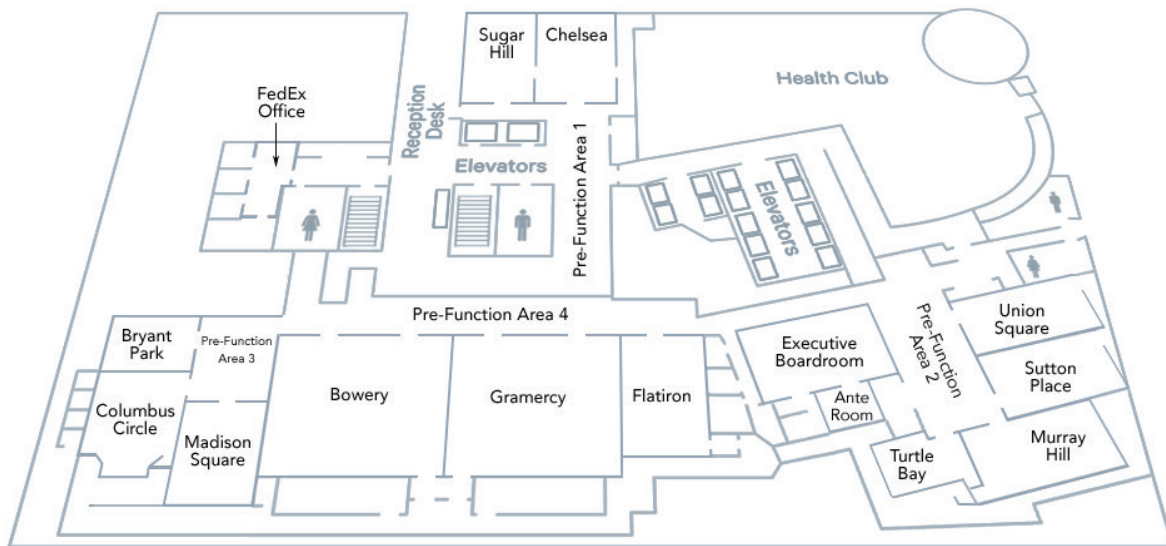 Sugar
Hill
Chelsea
Health Club
FedEx
Office
Reception
Desk
Elevators
Pre-Function Area 1
Elevators
Pre-Function Area 4
Bryant
Park
Pre-Function
Area 3
Union
Square
Executive
Boardroom
Pre-Function
Area 2
Sutton
Place
Bowery
Gramercy
Flatiron
Ante
Room
Columbus
Circle
Madison
Square
Turtle
Bay
Murray
Hill